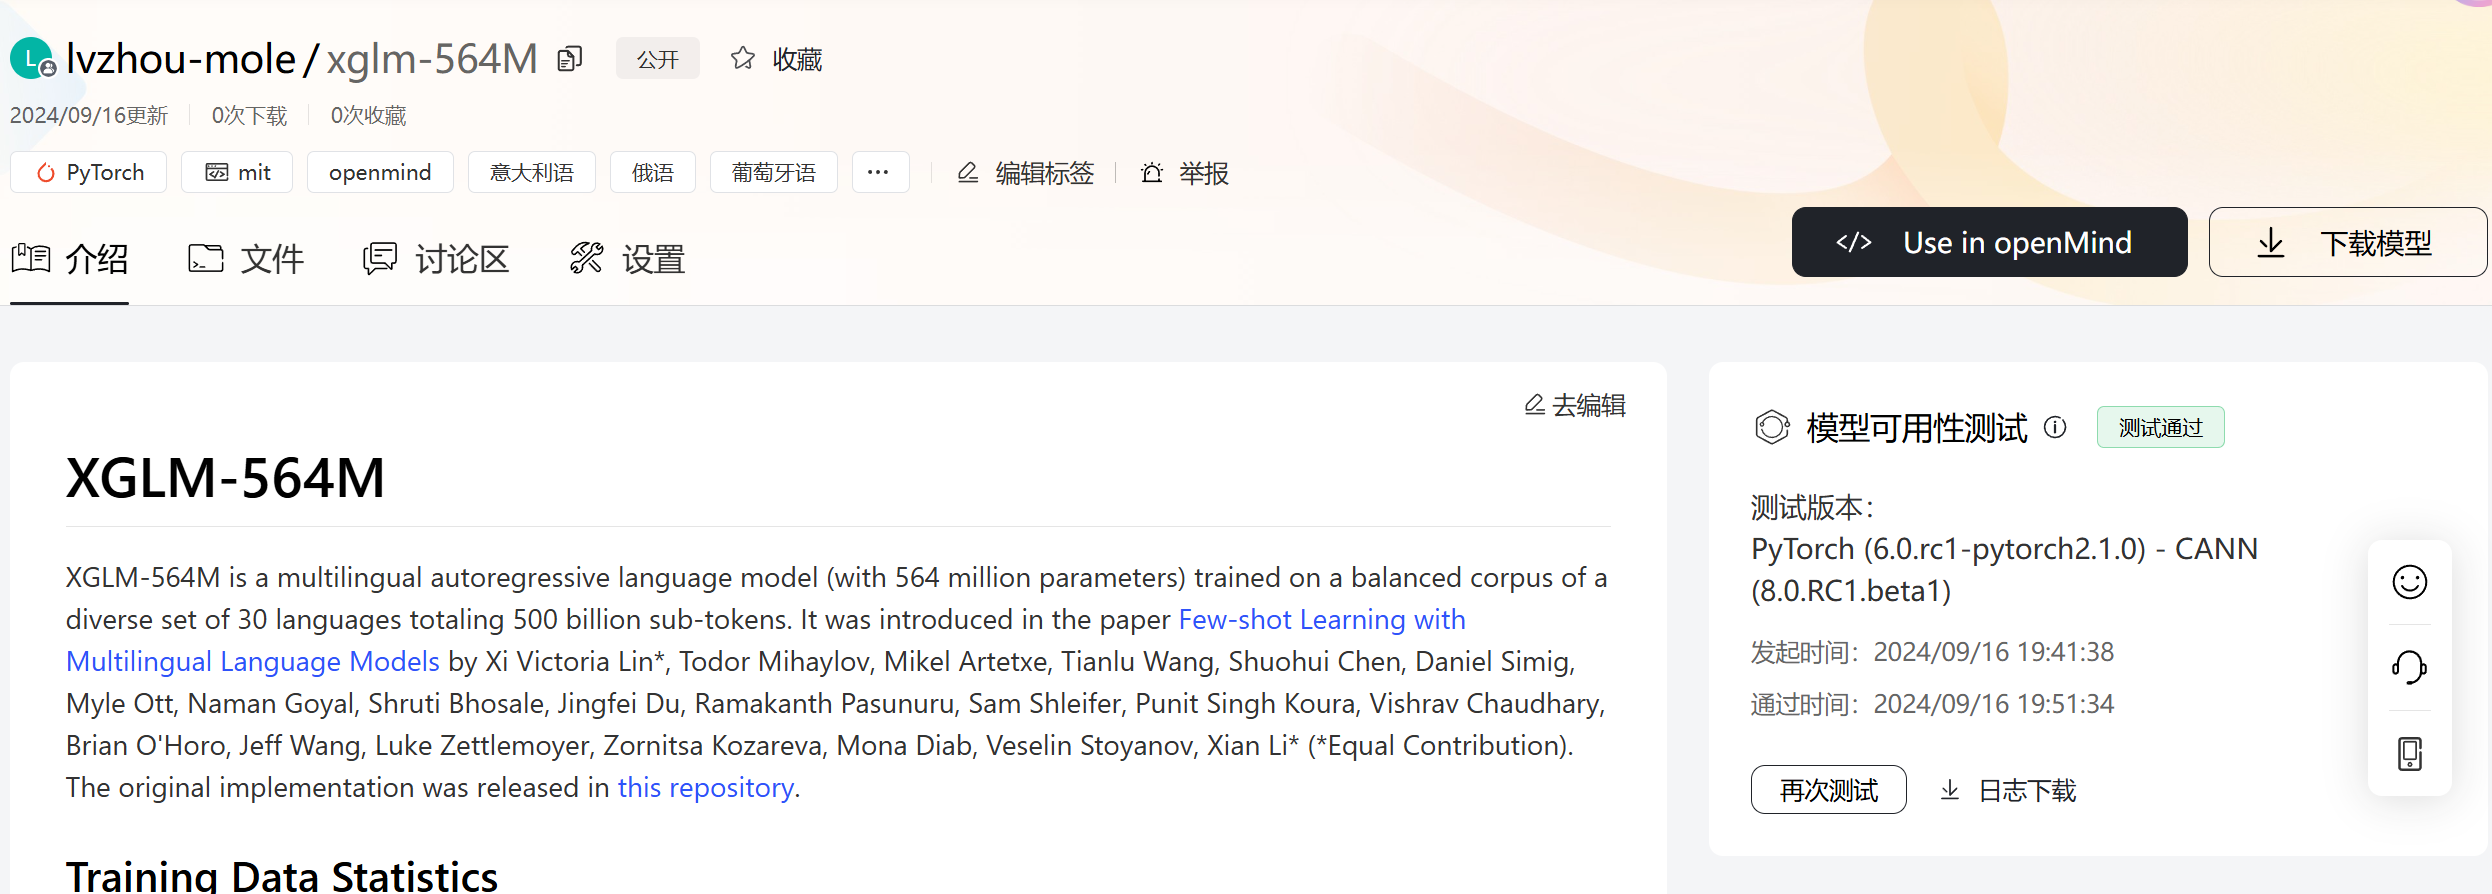 L lvzhou-mole / xglm-564M 公开 收藏
2024/09/16更新 0次下载 0次收藏
PyTorch mit openmind 意大利语 俄语 葡萄牙语 ··· 编辑标签 举报
介绍 文件 讨论区 设置
Use in openMind 下载模型
去编辑
XGLM-564M
XGLM-564M is a multilingual autoregressive language model (with 564 million parameters) trained on a balanced corpus of a
diverse set of 30 languages totaling 500 billion sub-tokens. It was introduced in the paper Few-shot Learning with
Multilingual Language Models by Xi Victoria Lin*, Todor Mihaylov, Mikel Artetxe, Tianlu Wang, Shuohui Chen, Daniel Simig,
Myle Ott, Naman Goyal, Shruti Bhosale, Jingfei Du, Ramakanth Pasunuru, Sam Shleifer, Punit Singh Koura, Vishrav Chaudhary,
Brian O'Horo, Jeff Wang, Luke Zettlemoyer, Zornitsa Kozareva, Mona Diab, Veselin Stoyanov, Xian Li* (*Equal Contribution).
The original implementation was released in this repository.
Training Data Statistics
模型可用性测试 测试通过
测试版本：
PyTorch (6.0.rc1-pytorch2.1.0) - CANN
(8.0.RC1.beta1)
发起时间：2024/09/16 19:41:38
通过时间：2024/09/16 19:51:34
再次测试 日志下载